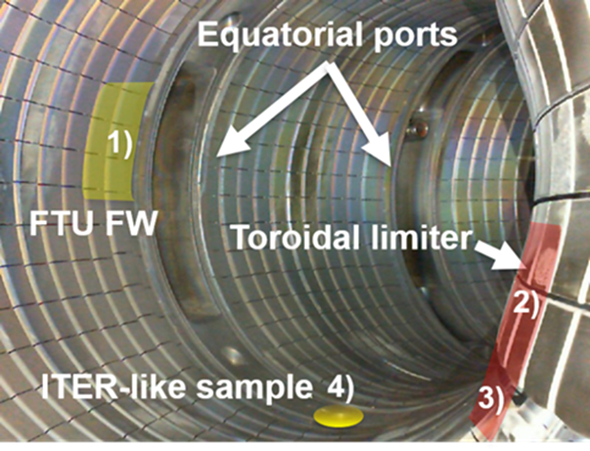 Equatorial ports
1)
FTU FW
Toroidal limiter
2)
ITER-like sample 4)
3)